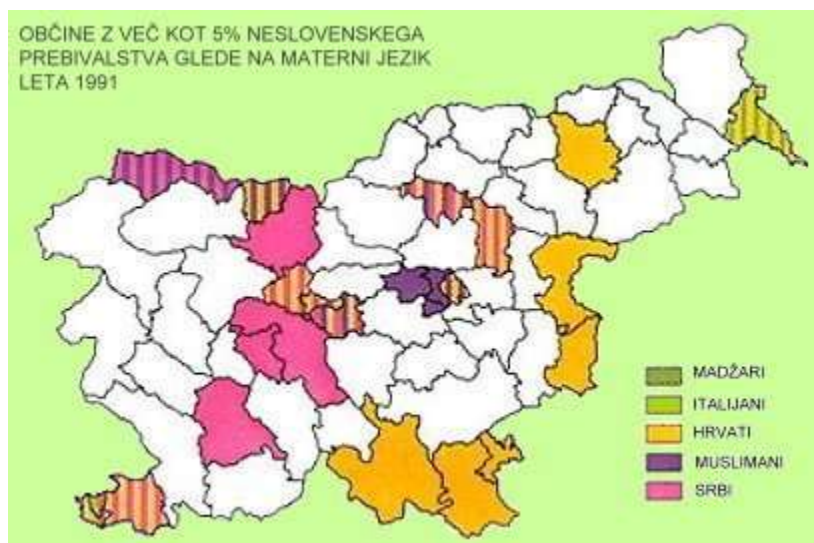 OBČINE Z VEČ KOT 5% NESLOVENSKEGA
PREBIVALSTVA GLEDE NA MATERNI JEZIK
LETA 1991
MADŽARI
ITALIJANI
HRVATI
MUSLIMANI
SRBI